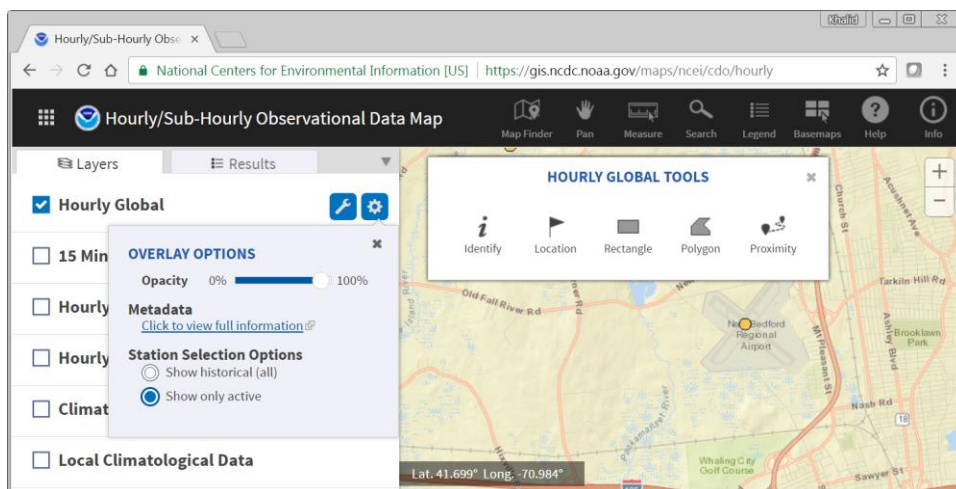 Khalid
Hourly/Sub-Hourly Obse
National Centers for Environmental Information [US] https://gis.ncdc.noaa.gov/maps/ncei/cdo/hourly
Hourly/Sub-Hourly Observational Data Map
Map Finder Pan Measure Search Legend Basemaps Help Info
Layers Results
Hourly Global
15 Min
Hourly
Hourly
Climat
Local Climatological Data
OVERLAY OPTIONS
Opacity 0% 100%
Metadata
Click to view full information
Station Selection Options
Show historical (all)
Show only active
HOURLY GLOBAL TOOLS
Identify Location Rectangle Polygon Proximity
Church St
Acushnet Ave
Tarkiln Hill Rd
Old Fall River Rd
New Bedford
Regional
Airport
Mt Pleasant St
Ashley Blvd
Brooklawn
Park
Nash Rd
18
Whaling City
Golf Course
Sawyer St
Lat. 41.699° Long. -70.984°